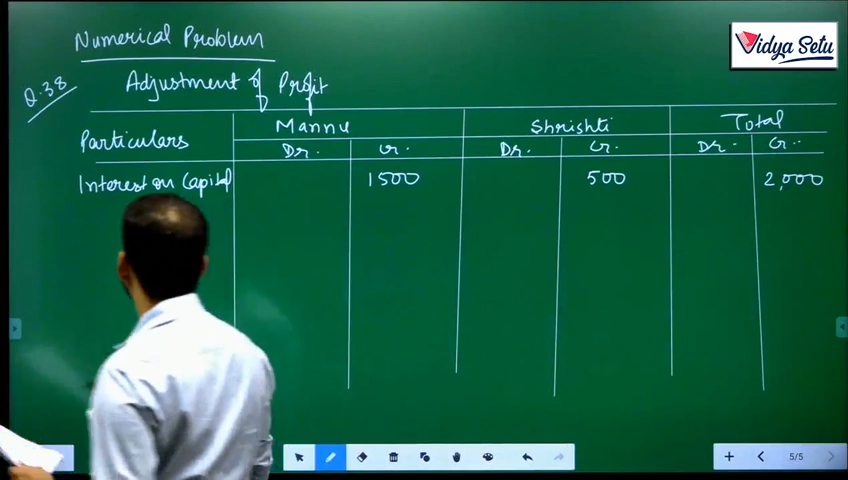 Numerical Problem
Vidya Setu
Q.38
Adjustment of Profit
Particulars Mannu Shrishti Total
Dr. Cr. Dr. Cr. Dr. Cr.
Interest on Capital 1500 500 2,000
5/5